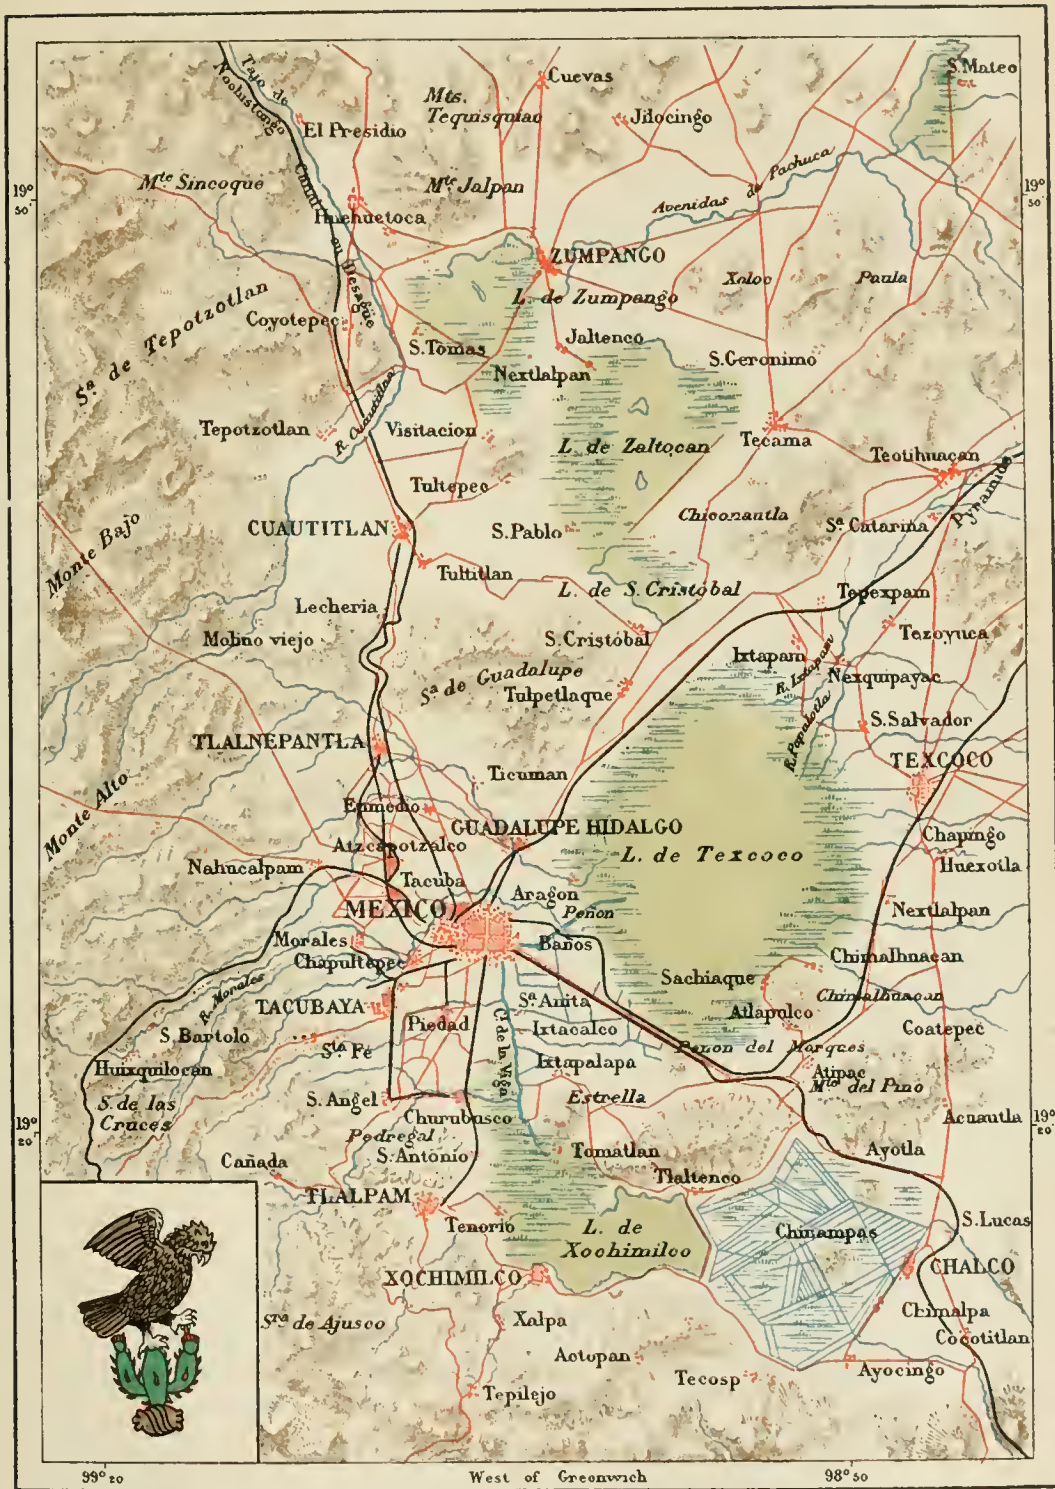 S. Mateo
Cuevas
Tajo de
Nochistongo
Mts.
Tequisquiac
Jilocingo
El Presidio
Avenidas de Pachuca
Mte Sincoque
Mte Jalpan
19°
50'
19°
50'
Huehuetoca
Canal ou Desagüe
ZUMPANGO
Xaloc
Paula
Sa. de Tepotzotlan
L. de Zumpango
Coyotepec
Jaltenco
S. Tomas
S. Geronimo
Nextlalpan
R. Cuautitlan
Tepotzotlan
Visitacion
L. de Zaltocan
Tecama
Teotihuacan
Tultepec
Pyramids
Chiconautla
Sa. Catarina
CUAUTITLAN
S. Pablo
Monte Bajo
Tultitlan
L. de S. Cristóbal
Tepexpam
Lecheria
Molino viejo
S. Cristóbal
Tezoyuca
Ixtapam
R. Ixtapam
Sa de Guadalupe
Nexquipayac
Tulpetlaque
R. Papalotla
S. Salvador
TLALNEPANTLA
TEXCOCO
Ticuman
Monte Alto
Enmedio
GUADALUPE HIDALGO
Chapingo
Atzcapotzalco
L. de Texcoco
Huexotla
Nahucalpam
Tacuba
Aragon
MEXICO
Peñon
Nextlalpan
Morales
Baños
Chapultepec
Chimalhuacan
R. Morales
Sachiaque
Chimalhuacan
TACUBAYA
Sa. Anita
Atlapulco
Piedad
Ixtacalco
Coatepec
S. Bartolo
C. de la Viga
Sta Fé
Peñon del Marques
Huixquilocan
Ixtapalapa
Atipac
Mte del Pino
S. de las
Cruces
S. Angel
Estrella
Churubusco
Acuautla
19°
20'
19°
20'
Pedregal
S. Antonio
Tomatlan
Ayotla
Cañada
Tlaltenco
TLALPAM
Tenorio
L. de
Xochimilco
Chinampas
S. Lucas
XOCHIMILCO
CHALCO
Sra de Ajusco
Xalpa
Chimalpa
Cocotitlan
Actopan
Tecosp
Ayocingo
Tepilejo
99° 20
West of Greenwich
98° 50